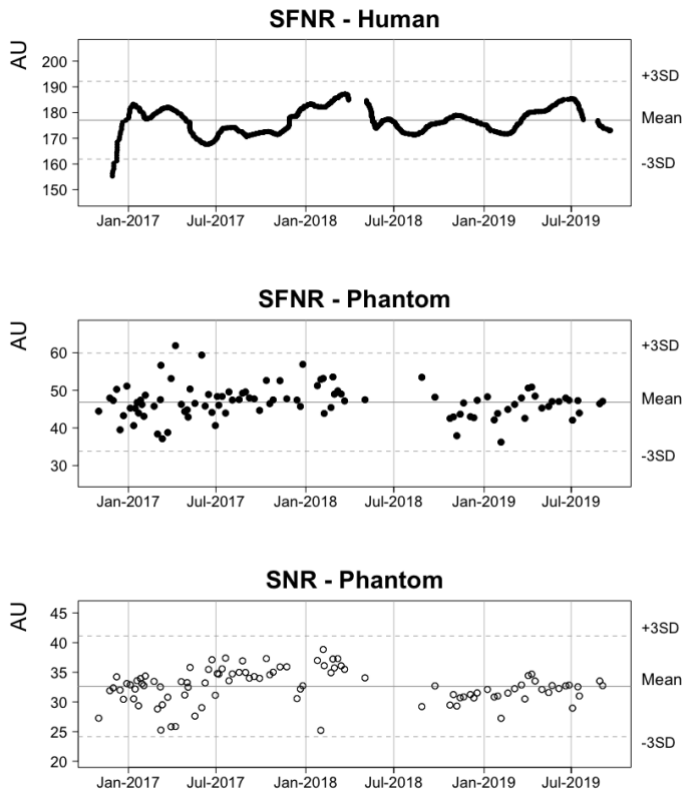 SFNR - Human
AU
200
190
180
170
160
150
+3SD
Mean
-3SD
Jan-2017 Jul-2017 Jan-2018 Jul-2018 Jan-2019 Jul-2019
SFNR - Phantom
AU
60
50
40
30
+3SD
Mean
-3SD
Jan-2017 Jul-2017 Jan-2018 Jul-2018 Jan-2019 Jul-2019
SNR - Phantom
AU
45
40
35
30
25
20
+3SD
Mean
-3SD
Jan-2017 Jul-2017 Jan-2018 Jul-2018 Jan-2019 Jul-2019